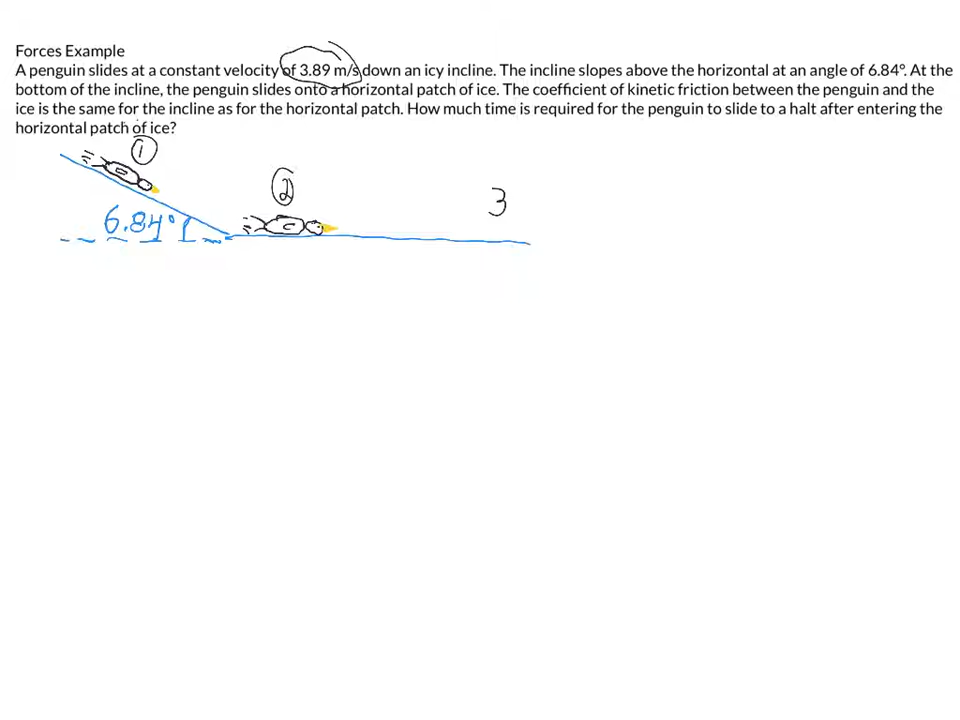 Forces Example
A penguin slides at a constant velocity of 3.89 m/s down an icy incline. The incline slopes above the horizontal at an angle of 6.84°. At the
bottom of the incline, the penguin slides onto a horizontal patch of ice. The coefficient of kinetic friction between the penguin and the
ice is the same for the incline as for the horizontal patch. How much time is required for the penguin to slide to a halt after entering the
horizontal patch of ice?
1
2
3
6.84°